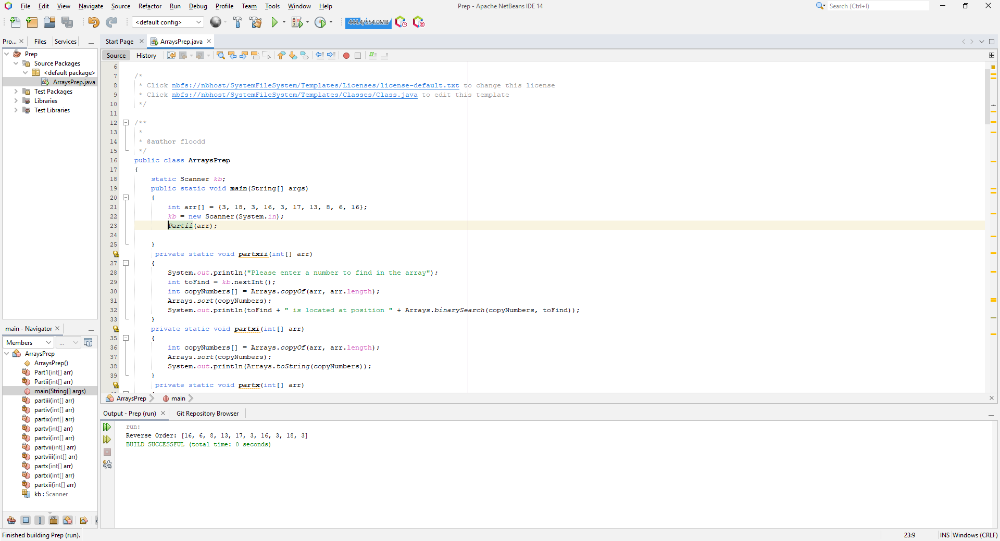 File Edit View Navigate Source Refactor Run Debug Profile Team Tools Window Help
Prep - Apache NetBeans IDE 14
Search (Ctrl+I)
<default config>
444.4/554.0MB
Pro... Files Services
Start Page ArraysPrep.java
Source History
Prep
Source Packages
<default package>
ArraysPrep.java
Test Packages
Libraries
Test Libraries
6
7 /*
8 * Click nbfs://nbhost/SystemFileSystem/Templates/Licenses/license-default.txt to change this license
9 * Click nbfs://nbhost/SystemFileSystem/Templates/Classes/Class.java to edit this template
10 */
11
12 /**
13 *
14 * @author floodd
15 */
16 public class ArraysPrep
17 {
18 static Scanner kb;
19 public static void main(String[] args)
20 {
21 int arr[] = {3, 18, 3, 16, 3, 17, 13, 8, 6, 16};
22 kb = new Scanner(System.in);
23 Partii(arr);
24
25 }
private static void partxii(int[] arr)
27 {
28 System.out.println("Please enter a number to find in the array");
29 int toFind = kb.nextInt();
30 int copyNumbers[] = Arrays.copyOf(arr, arr.length);
31 Arrays.sort(copyNumbers);
32 System.out.println(toFind + " is located at position " + Arrays.binarySearch(copyNumbers, toFind));
33 }
private static void partxi(int[] arr)
35 {
36 int copyNumbers[] = Arrays.copyOf(arr, arr.length);
37 Arrays.sort(copyNumbers);
38 System.out.println(Arrays.toString(copyNumbers));
39 }
private static void partx(int[] arr)
ArraysPrep main
main - Navigator
Members ...
ArraysPrep
ArraysPrep()
Part1(int[] arr)
Partii(int[] arr)
main(String[] args)
partiii(int[] arr)
partiv(int[] arr)
partix(int[] arr)
partv(int[] arr)
partvi(int[] arr)
partvii(int[] arr)
partviii(int[] arr)
partx(int[] arr)
partxi(int[] arr)
partxii(int[] arr)
kb : Scanner
Output - Prep (run) Git Repository Browser
run:
Reverse Order: [16, 6, 8, 13, 17, 3, 16, 3, 18, 3]
BUILD SUCCESSFUL (total time: 0 seconds)
Finished building Prep (run).
23:9 INS Windows (CRLF)